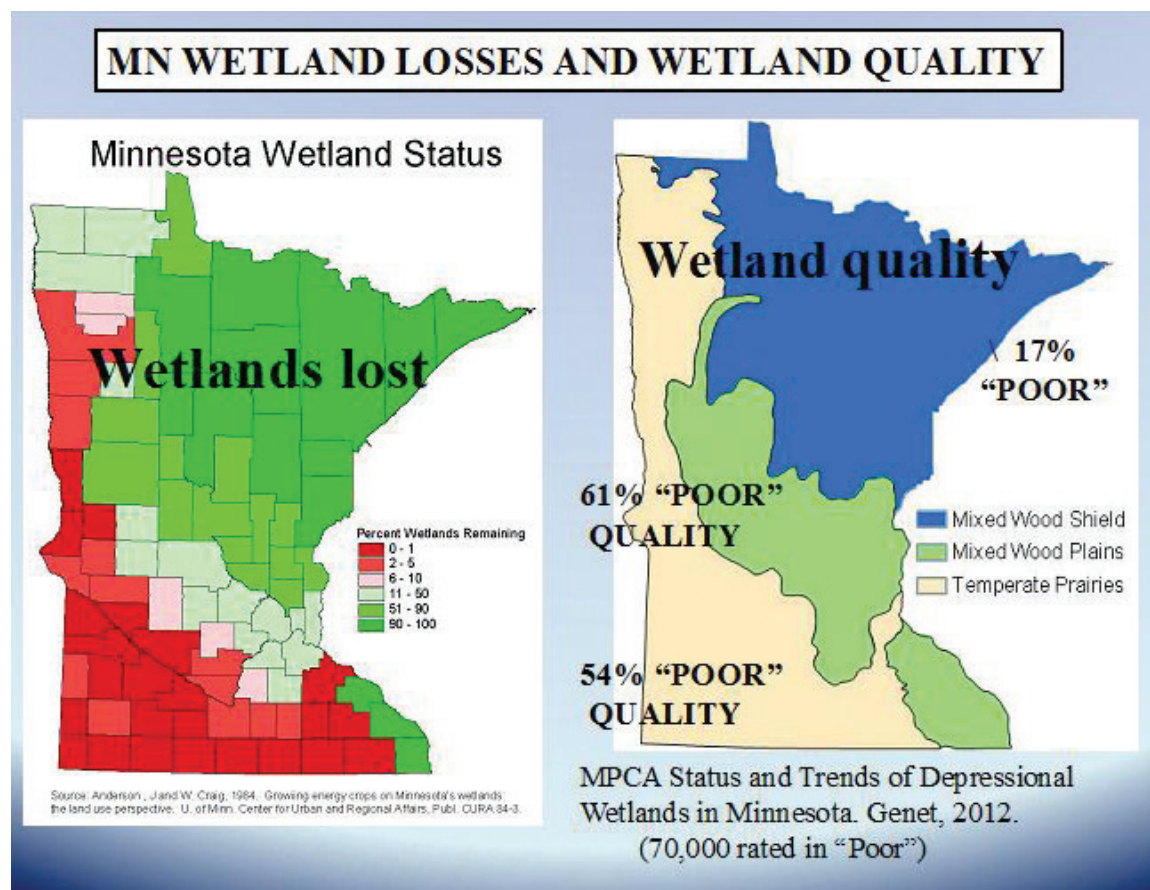 MN WETLAND LOSSES AND WETLAND QUALITY
Minnesota Wetland Status
Wetlands lost
Percent Wetlands Remaining
0 - 1
2 - 5
6 - 10
11 - 50
51 - 90
90 - 100
Source: Anderson , J and W. Craig, 1984. Growing energy crops on Minnesota's wetlands:
the land use perspective. U. of Minn. Center for Urban and Regional Affairs, Publ. CURA 84-3.
Wetland quality
17%
“POOR”
61% “POOR”
QUALITY
Mixed Wood Shield
Mixed Wood Plains
Temperate Prairies
54% “POOR”
QUALITY
MPCA Status and Trends of Depressional
Wetlands in Minnesota. Genet, 2012.
(70,000 rated in “Poor”)